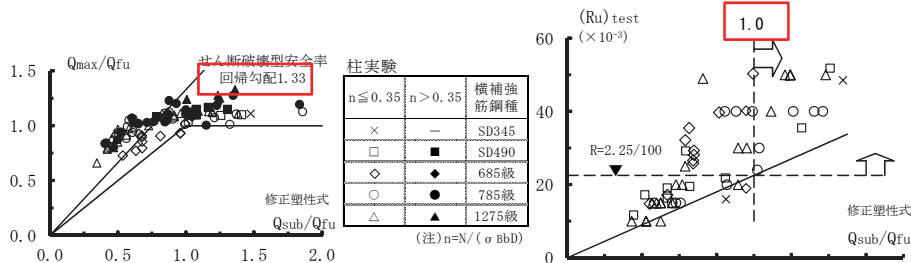 Qmax/Qfu
せん断破壊型安全率
回帰勾配1.33
1.5
1.0
0.5
0.0
0.0 0.5 1.0 1.5 2.0
修正塑性式
Qsub/Qfu
柱実験
n≦0.35 n>0.35 横補強筋鋼種
× − SD345
□ ■ SD490
◇ ◆ 685級
○ ● 785級
△ ▲ 1275級
(注)n=N/(σBbD)
(Ru)test
(×10⁻³)
1.0
60
40
20
0
R=2.25/100
修正塑性式
Qsub/Qfu